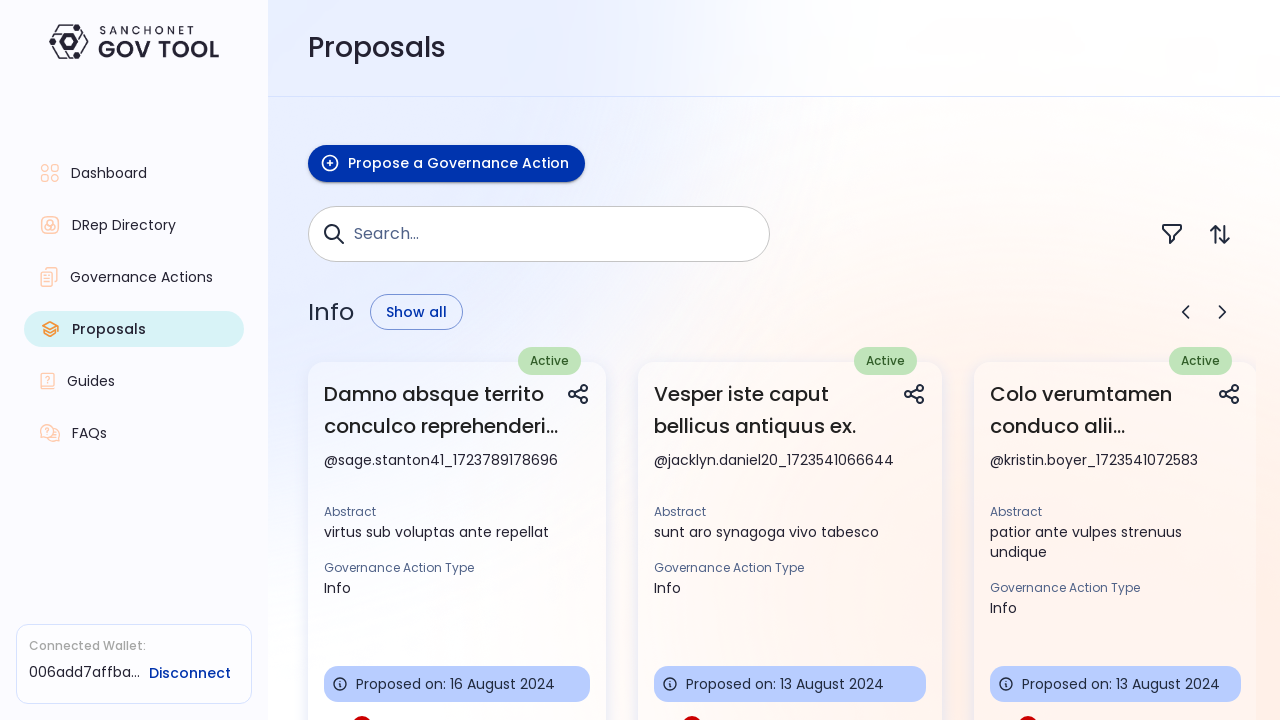 SANCHONET
GOV TOOL
Dashboard
DRep Directory
Governance Actions
Proposals
Guides
FAQs
Connected Wallet:
006add7affba...
Disconnect
Proposals
Propose a Governance Action
Search...
Info
Show all
Active
Damno absque territo
conculco reprehenderi...
@sage.stanton41_1723789178696
Abstract
virtus sub voluptas ante repellat
Governance Action Type
Info
Proposed on: 16 August 2024
Active
Vesper iste caput
bellicus antiquus ex.
@jacklyn.daniel20_1723541066644
Abstract
sunt aro synagoga vivo tabesco
Governance Action Type
Info
Proposed on: 13 August 2024
Active
Colo verumtamen
conduco alii...
@kristin.boyer_1723541072583
Abstract
patior ante vulpes strenuus
undique
Governance Action Type
Info
Proposed on: 13 August 2024